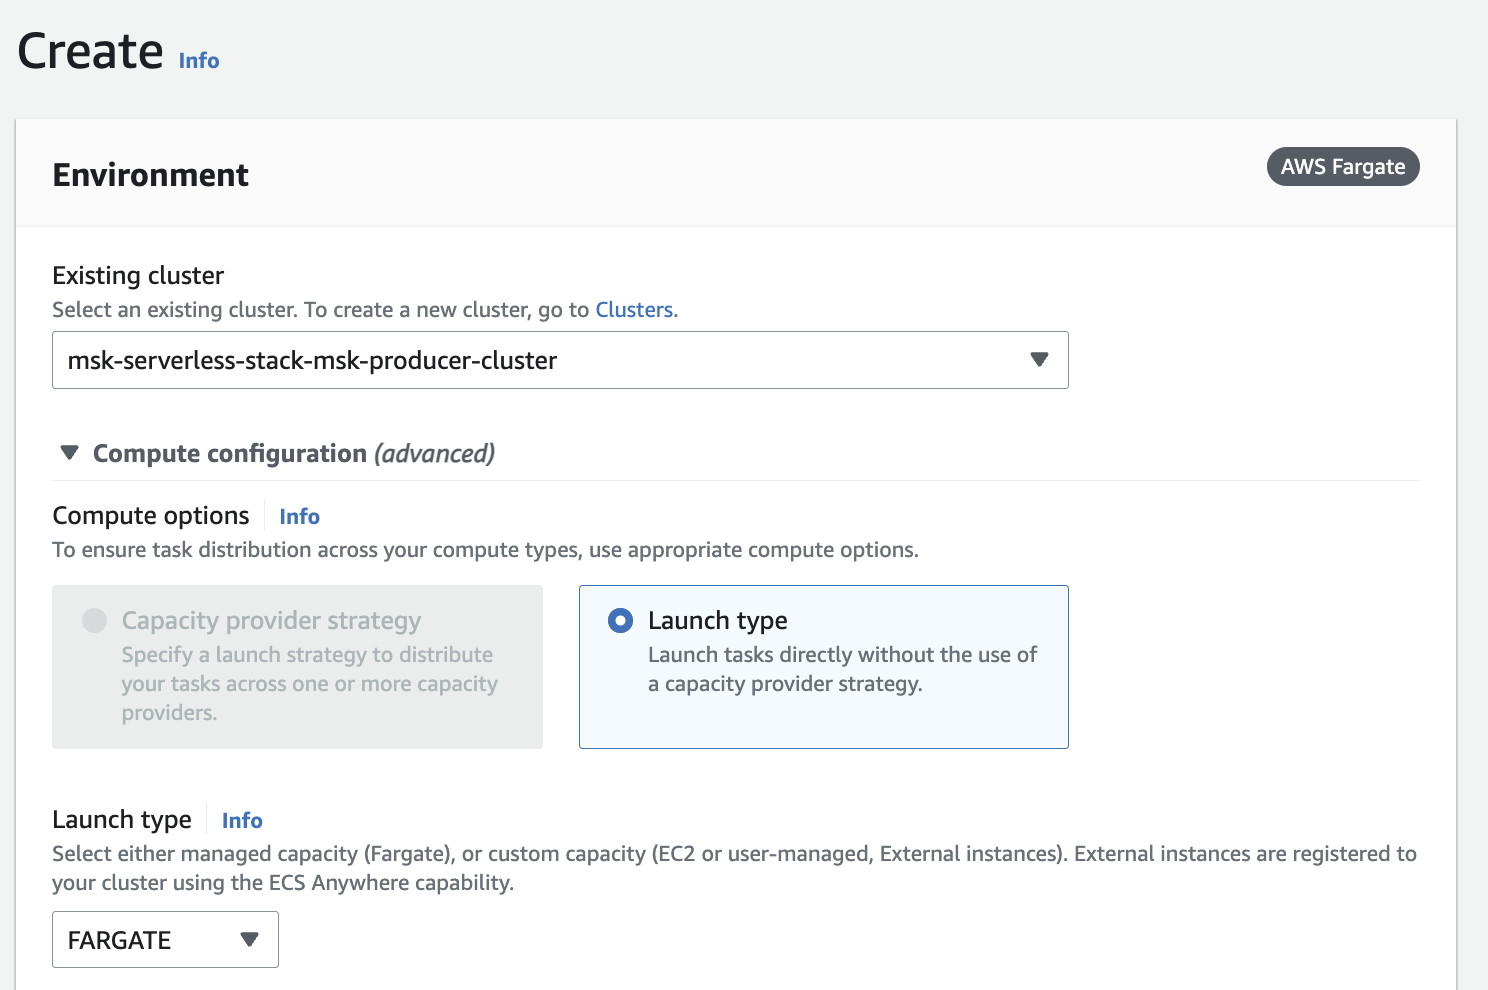 Create Info
Environment
AWS Fargate
Existing cluster
Select an existing cluster. To create a new cluster, go to Clusters.
msk-serverless-stack-msk-producer-cluster
Compute configuration (advanced)
Compute options Info
To ensure task distribution across your compute types, use appropriate compute options.
Capacity provider strategy
Specify a launch strategy to distribute
your tasks across one or more capacity
providers.
Launch type
Launch tasks directly without the use of
a capacity provider strategy.
Launch type Info
Select either managed capacity (Fargate), or custom capacity (EC2 or user-managed, External instances). External instances are registered to
your cluster using the ECS Anywhere capability.
FARGATE